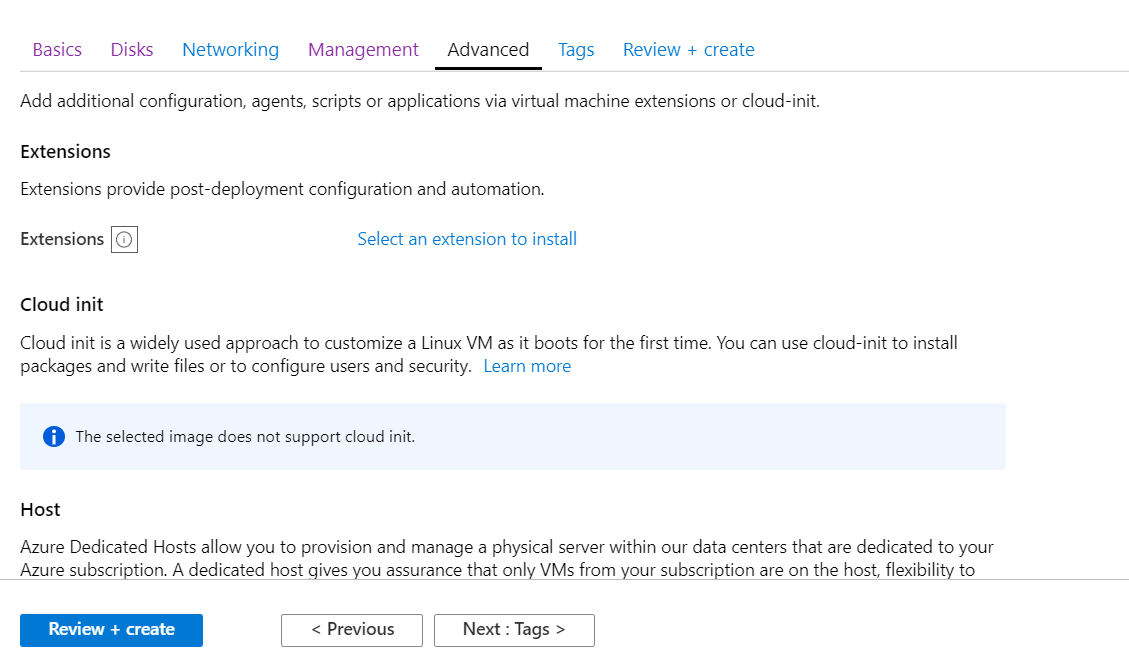 Basics Disks Networking Management Advanced Tags Review + create
Add additional configuration, agents, scripts or applications via virtual machine extensions or cloud-init.
Extensions
Extensions provide post-deployment configuration and automation.
Extensions Select an extension to install
Cloud init
Cloud init is a widely used approach to customize a Linux VM as it boots for the first time. You can use cloud-init to install
packages and write files or to configure users and security. Learn more
The selected image does not support cloud init.
Host
Azure Dedicated Hosts allow you to provision and manage a physical server within our data centers that are dedicated to your
Azure subscription. A dedicated host gives you assurance that only VMs from your subscription are on the host, flexibility to
Review + create < Previous Next : Tags >